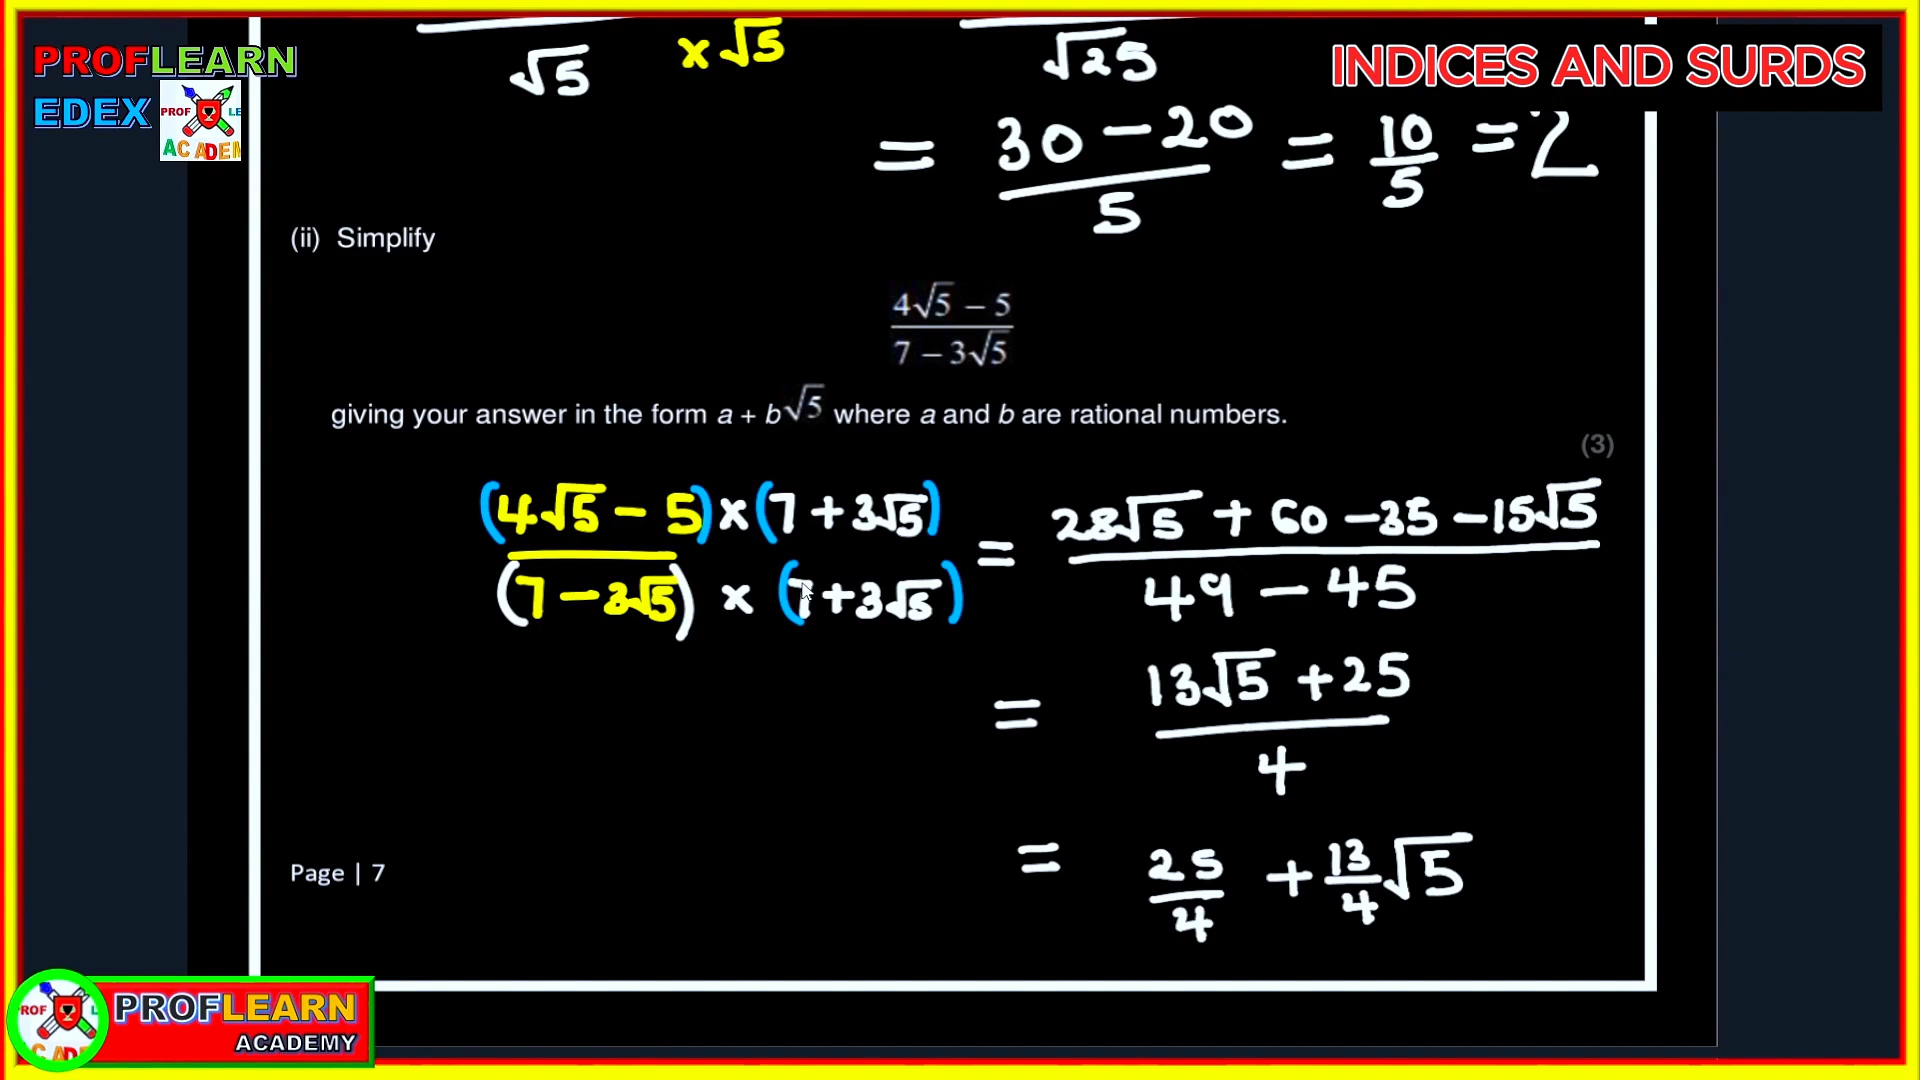 PROFLEARN
EDEX
PROF LE
ACADEM
INDICES AND SURDS
√5 × √5 √25
= 30 - 20 / 5 = 10/5 = 2
(ii) Simplify
4√5 − 5
7 − 3√5
giving your answer in the form a + b√5 where a and b are rational numbers.
(3)
(4√5 − 5) × (7 + 3√5) = 28√5 + 60 − 35 − 15√5
(7 − 3√5) × (7 + 3√5) 49 − 45
= 13√5 + 25
4
= 25/4 + 13/4 √5
Page | 7
PROFLEARN
ACADEMY